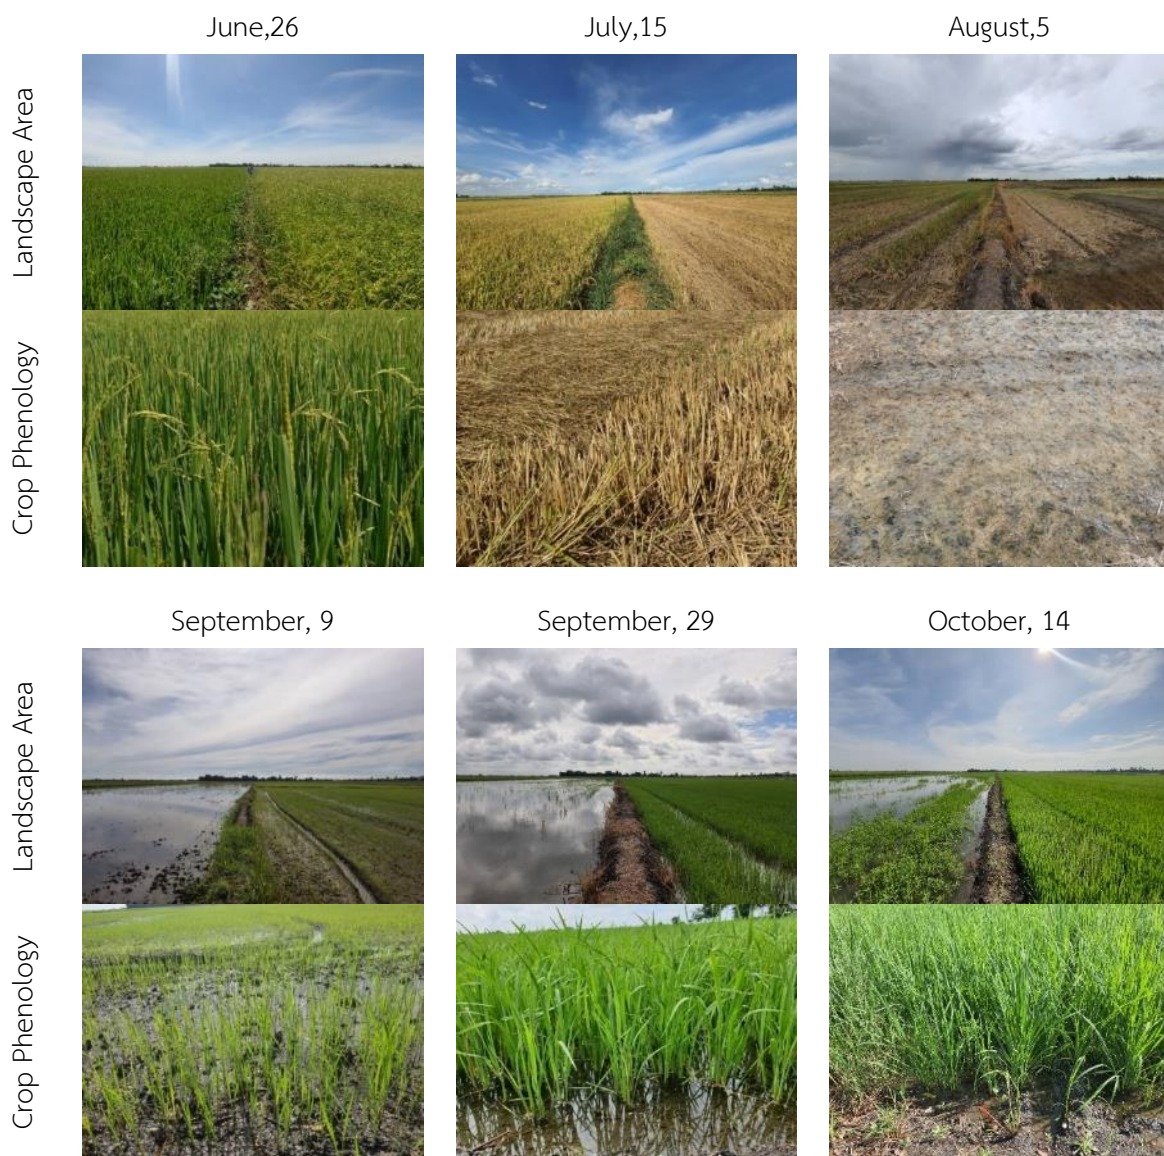 June,26
July,15
August,5
Landscape Area
Crop Phenology
September, 9
September, 29
October, 14
Landscape Area
Crop Phenology